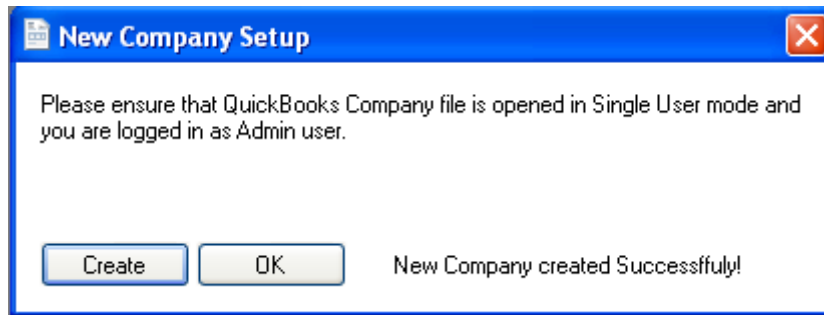 New Company Setup
Please ensure that QuickBooks Company file is opened in Single User mode and
you are logged in as Admin user.
Create
OK
New Company created Successffuly!